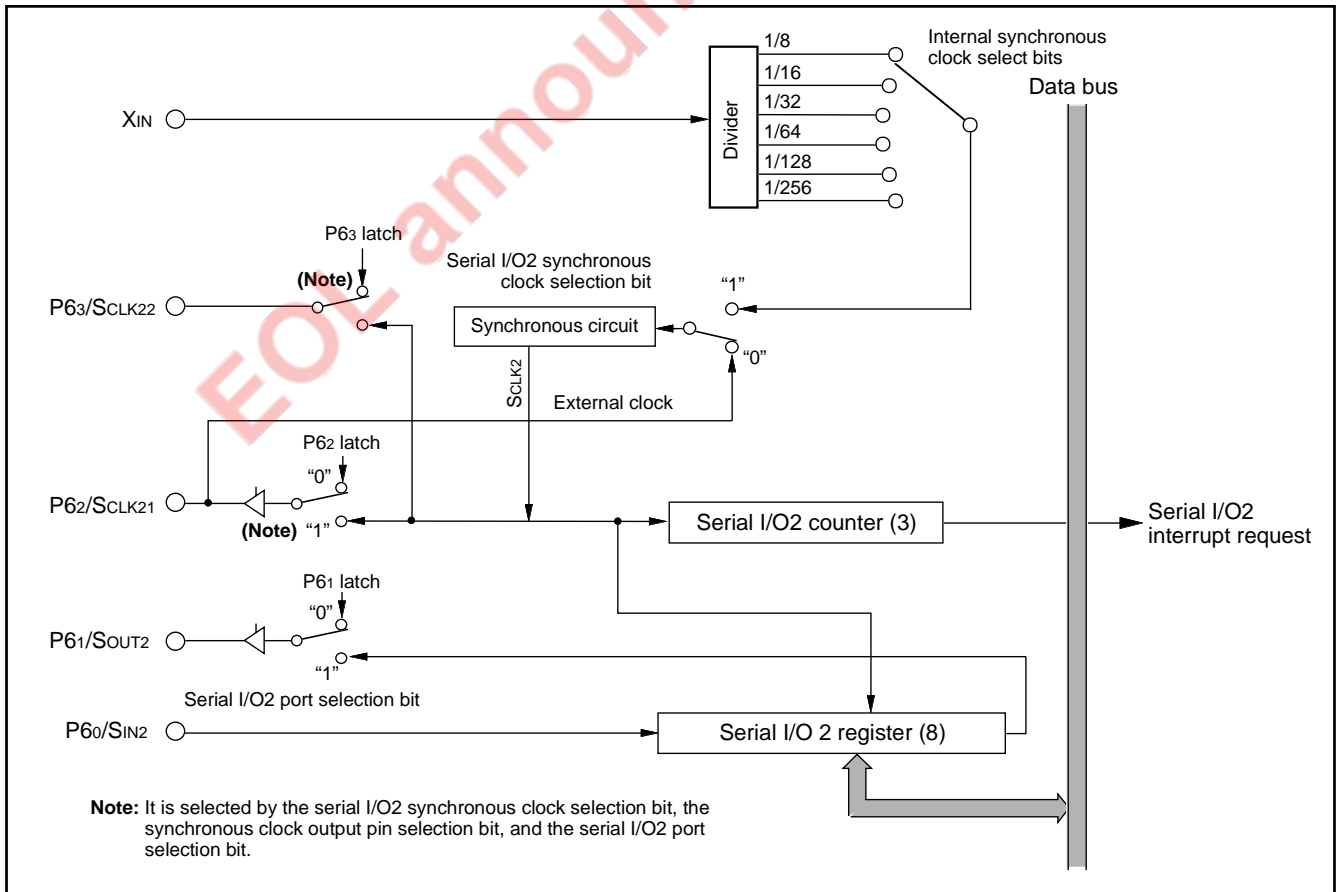 EOL announ
Internal synchronous
clock select bits
Data bus
XIN
Divider
1/8
1/16
1/32
1/64
1/128
1/256
P63 latch
(Note)
P63/SCLK22
Serial I/O2 synchronous
clock selection bit
“1”
Synchronous circuit
“0”
SCLK2
External clock
P62 latch
“0”
P62/SCLK21
(Note) “1”
Serial I/O2 counter (3)
Serial I/O2
interrupt request
P61 latch
“0”
P61/SOUT2
“1”
Serial I/O2 port selection bit
P60/SIN2
Serial I/O 2 register (8)
Note: It is selected by the serial I/O2 synchronous clock selection bit, the
synchronous clock output pin selection bit, and the serial I/O2 port
selection bit.